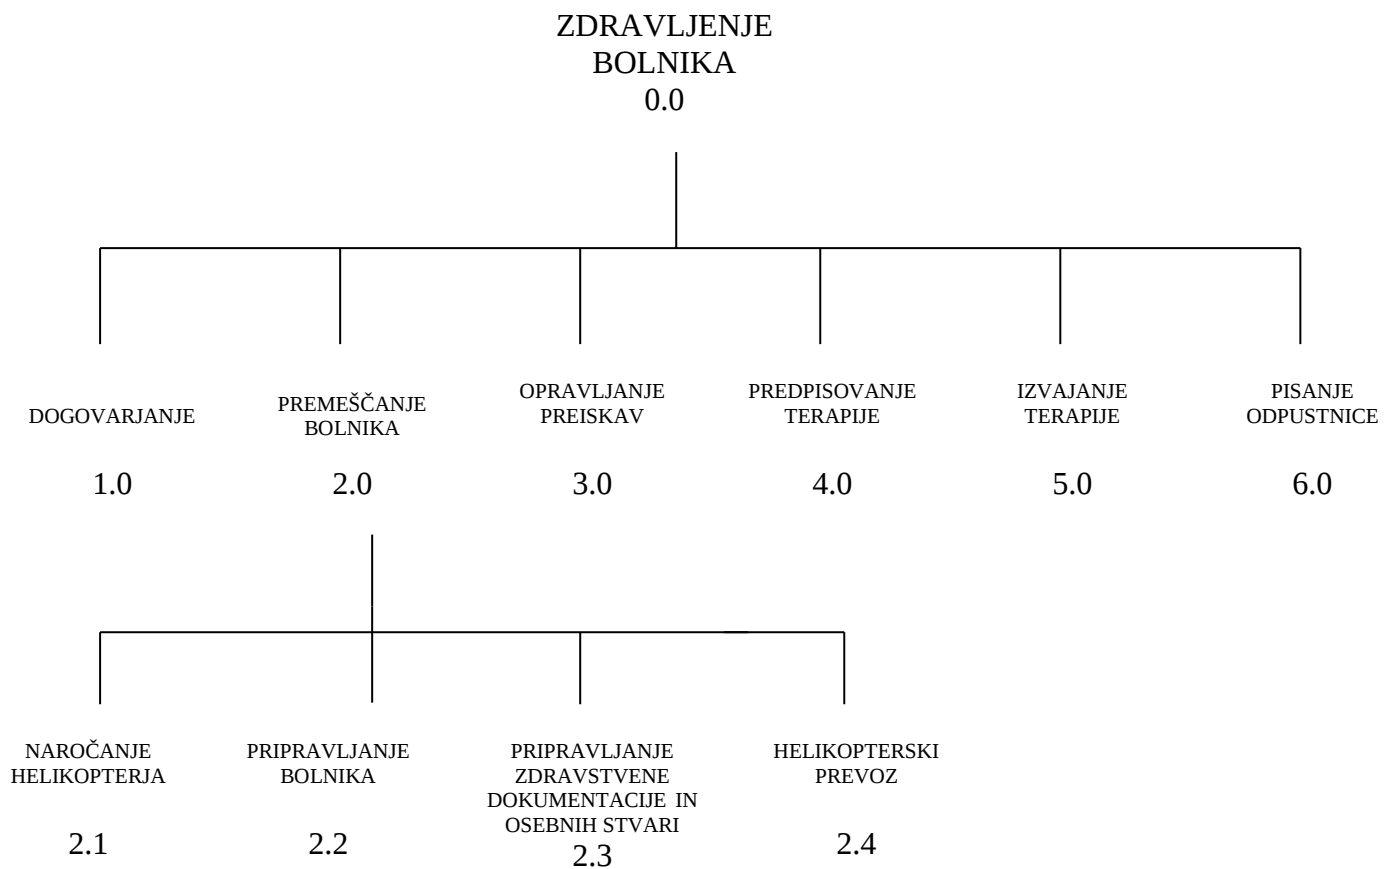 ZDRAVLJENJE
BOLNIKA
0.0
DOGOVARJANJE
1.0
PREMEŠČANJE
BOLNIKA
2.0
OPRAVLJANJE
PREISKAV
3.0
PREDPISOVANJE
TERAPIJE
4.0
IZVAJANJE
TERAPIJE
5.0
PISANJE
ODPUSTNICE
6.0
NAROČANJE
HELIKOPTERJA
2.1
PRIPRAVLJANJE
BOLNIKA
2.2
PRIPRAVLJANJE
ZDRAVSTVENE
DOKUMENTACIJE IN
OSEBNIH STVARI
2.3
HELIKOPTERSKI
PREVOZ
2.4